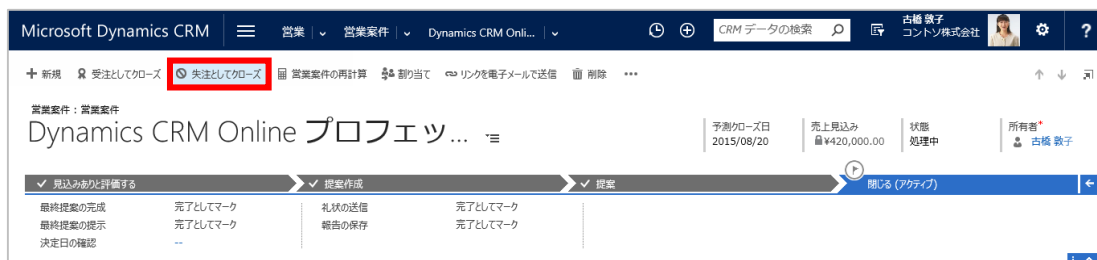 Microsoft Dynamics CRM 営業 営業案件 Dynamics CRM Onli... CRM データの検索 古橋 敦子 コントソ株式会社 ?
新規 受注としてクローズ 失注としてクローズ 営業案件の再計算 割り当て リンクを電子メールで送信 削除 •••
営業案件 : 営業案件
Dynamics CRM Online プロフェッ...
予測クローズ日 売上見込み 状態 所有者*
2015/08/20 ¥420,000.00 処理中 古橋 敦子
✓ 見込みありと評価する ✓ 提案作成 ✓ 提案 閉じる (アクティブ)
最終提案の完成 完了としてマーク 礼状の送信 完了としてマーク
最終提案の提示 完了としてマーク 報告の保存 完了としてマーク
決定日の確認 --